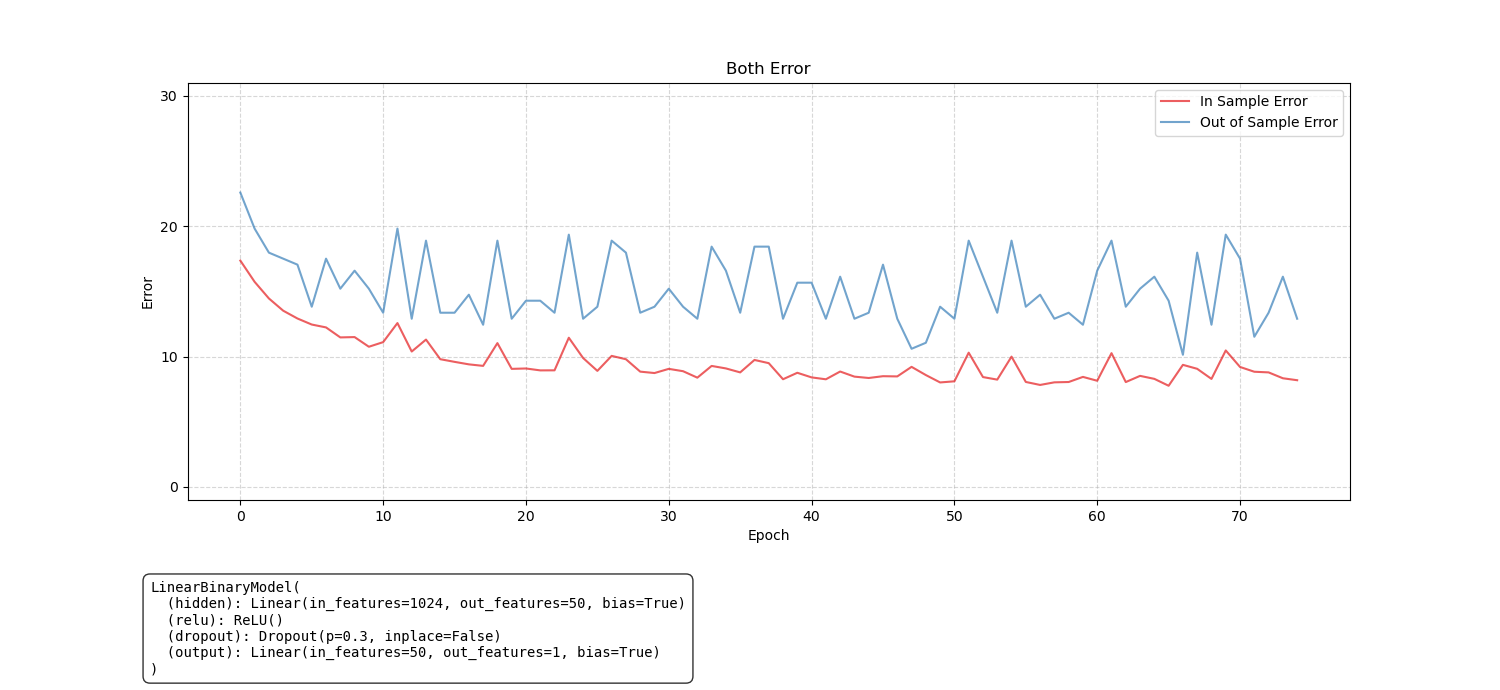 Both Error
30
20
10
0
Error
In Sample Error
Out of Sample Error
0 10 20 30 40 50 60 70
Epoch
LinearBinaryModel(
  (hidden): Linear(in_features=1024, out_features=50, bias=True)
  (relu): ReLU()
  (dropout): Dropout(p=0.3, inplace=False)
  (output): Linear(in_features=50, out_features=1, bias=True)
)